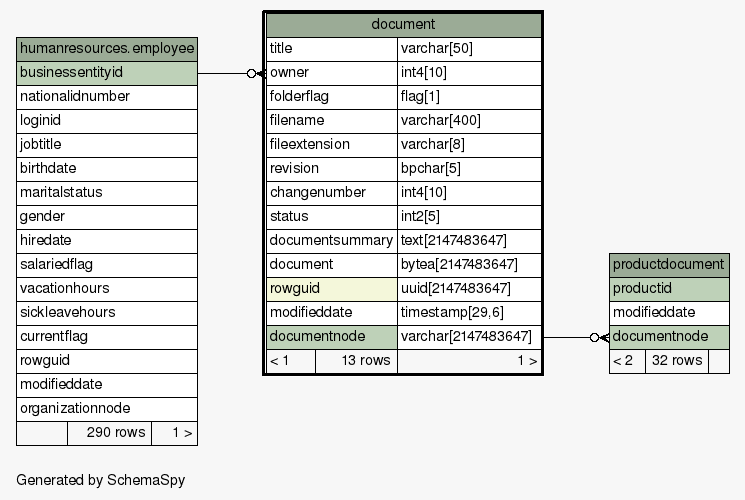 humanresources.employee
businessentityid
nationalidnumber
loginid
jobtitle
birthdate
maritalstatus
gender
hiredate
salariedflag
vacationhours
sickleavehours
currentflag
rowguid
modifieddate
organizationnode
290 rows 1 >
document
title varchar[50]
owner int4[10]
folderflag flag[1]
filename varchar[400]
fileextension varchar[8]
revision bpchar[5]
changenumber int4[10]
status int2[5]
documentsummary text[2147483647]
document bytea[2147483647]
rowguid uuid[2147483647]
modifieddate timestamp[29,6]
documentnode varchar[2147483647]
< 1 13 rows 1 >
productdocument
productid
modifieddate
documentnode
< 2 32 rows
Generated by SchemaSpy